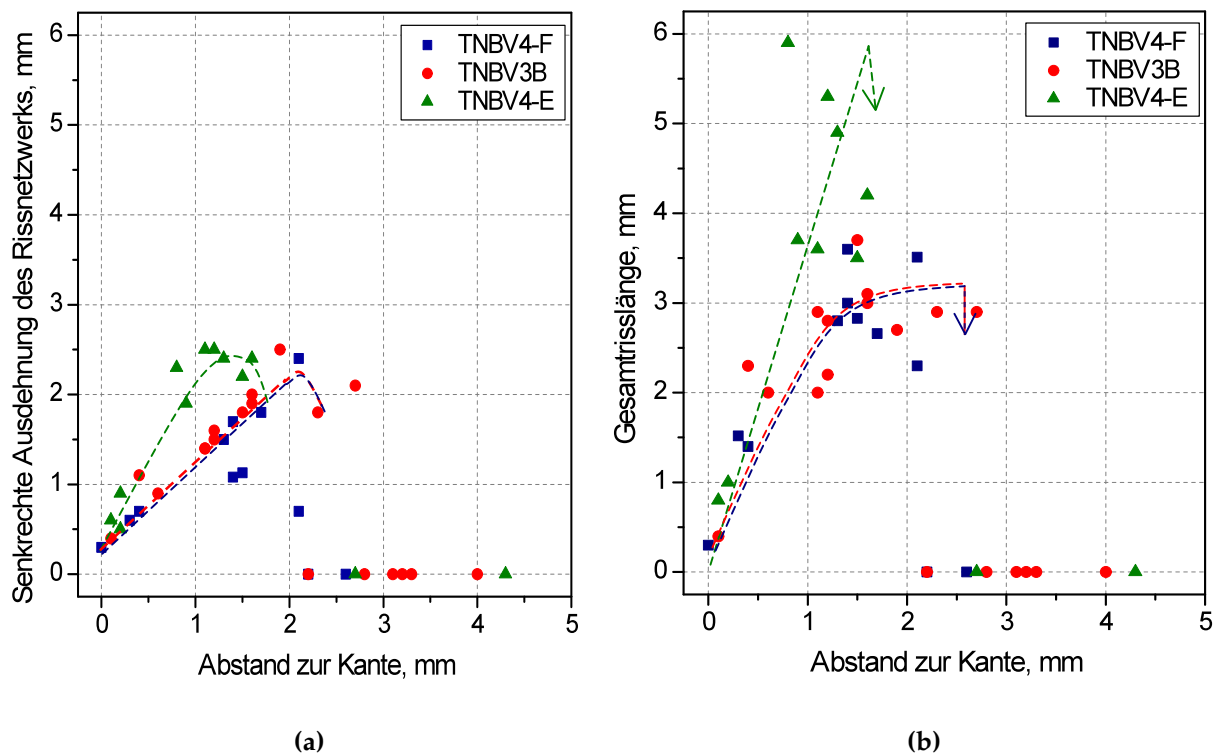 Senkrechte Ausdehnung des Rissnetzwerks, mm
6
5
4
3
2
1
0
TNBV4-F
TNBV3B
TNBV4-E
0 1 2 3 4 5
Abstand zur Kante, mm
(a)
Gesamtrisslänge, mm
6
5
4
3
2
1
0
TNBV4-F
TNBV3B
TNBV4-E
0 1 2 3 4 5
Abstand zur Kante, mm
(b)